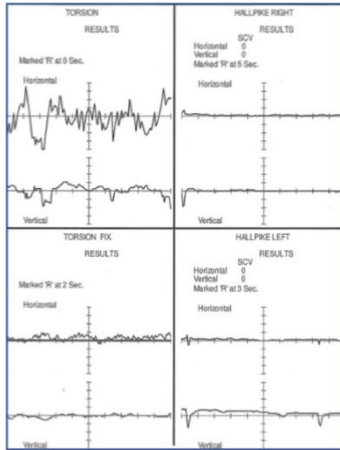 TORSION
RESULTS
Marked 'R' at 0 Sec.
Horizontal
Vertical
HALLPIKE RIGHT
RESULTS
SCV
Horizontal 0
Vertical 0
Marked 'R' at 5 Sec.
Horizontal
Vertical
TORSION FIX.
RESULTS
Marked 'R' at 2 Sec.
Horizontal
Vertical
HALLPIKE LEFT
RESULTS
SCV
Horizontal 0
Vertical 0
Marked 'R' at 3 Sec.
Horizontal
Vertical